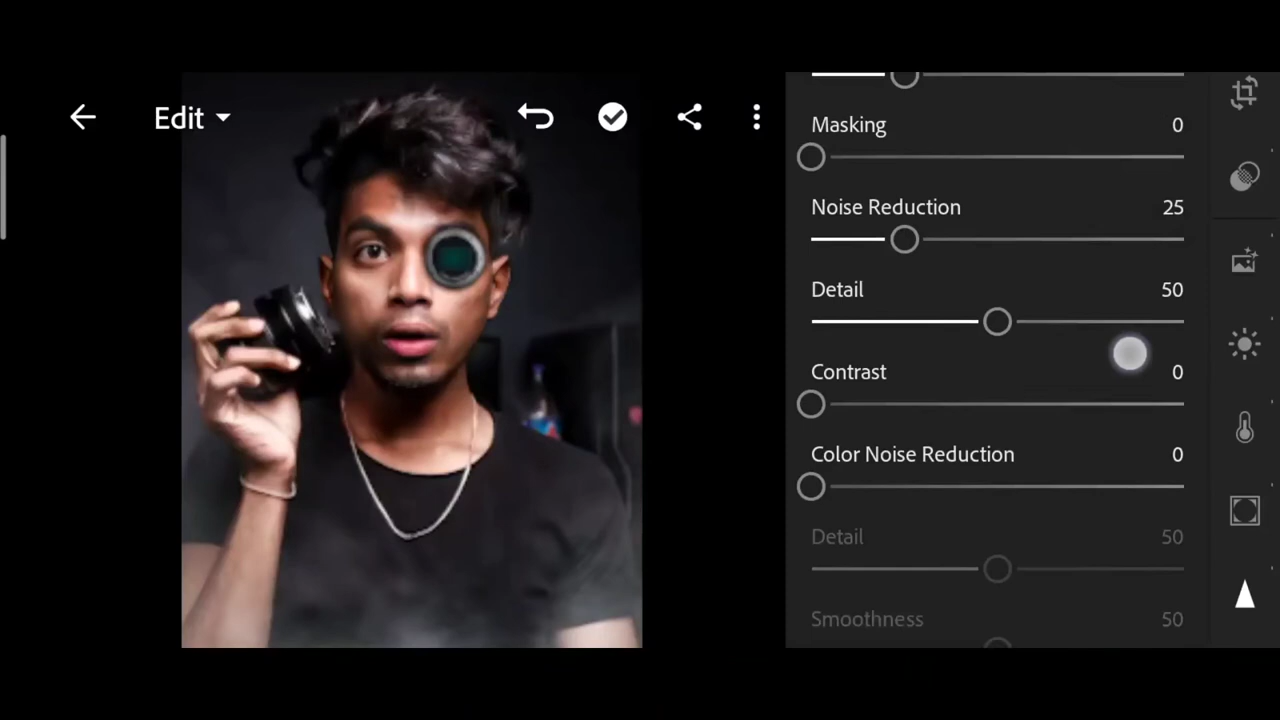 Edit
Masking 0
Noise Reduction 25
Detail 50
Contrast 0
Color Noise Reduction 0
Detail 50
Smoothness 50